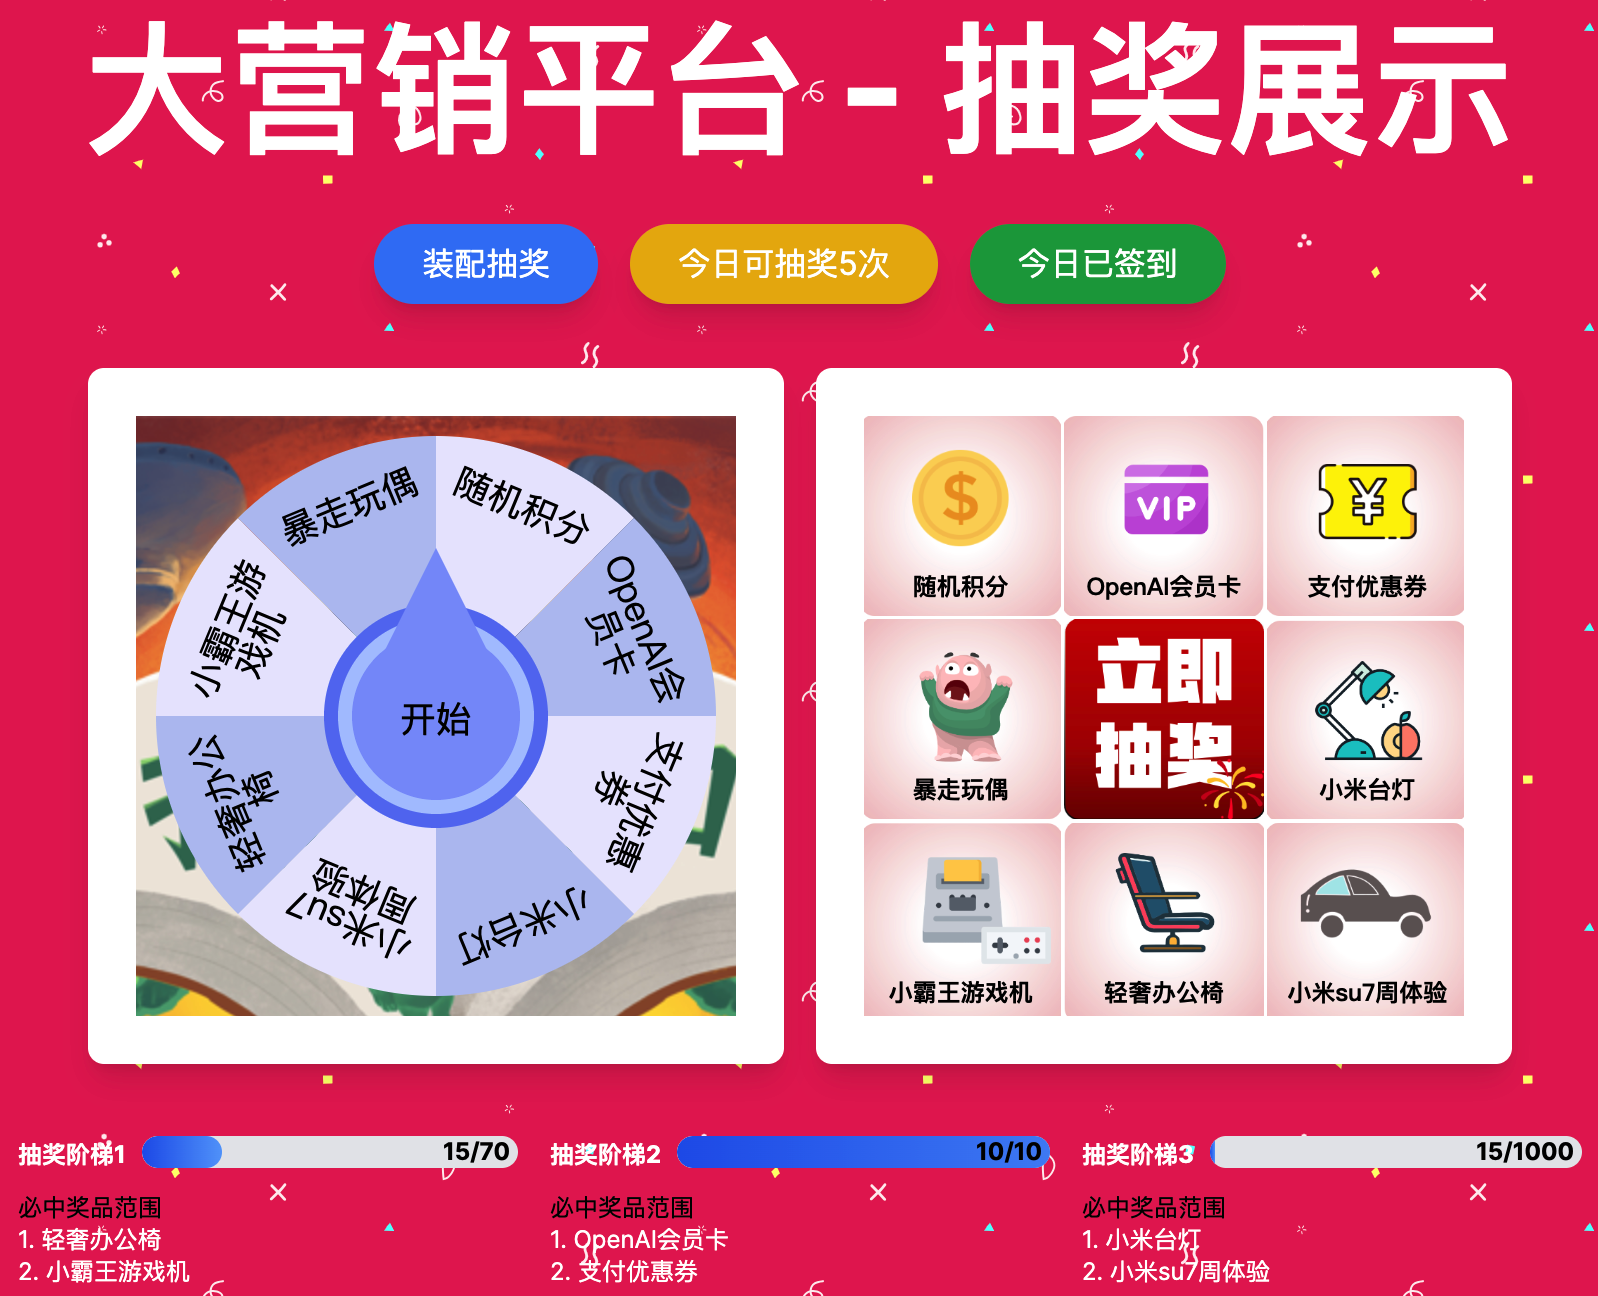 大营销平台 - 抽奖展示
装配抽奖
今日可抽奖5次
今日已签到
暴走玩偶
随机积分
OpenAI会
员卡
支付优惠
券
小米台灯
小米su7
周体验
轻奢办公
椅
小霸王游
戏机
开始
$
随机积分
VIP
OpenAI会员卡
¥
支付优惠券
暴走玩偶
立即
抽奖
小米台灯
小霸王游戏机
轻奢办公椅
小米su7周体验
抽奖阶梯1
15/70
必中奖品范围
1. 轻奢办公椅
2. 小霸王游戏机
抽奖阶梯2
10/10
必中奖品范围
1. OpenAI会员卡
2. 支付优惠券
抽奖阶梯3
15/1000
必中奖品范围
1. 小米台灯
2. 小米su7周体验